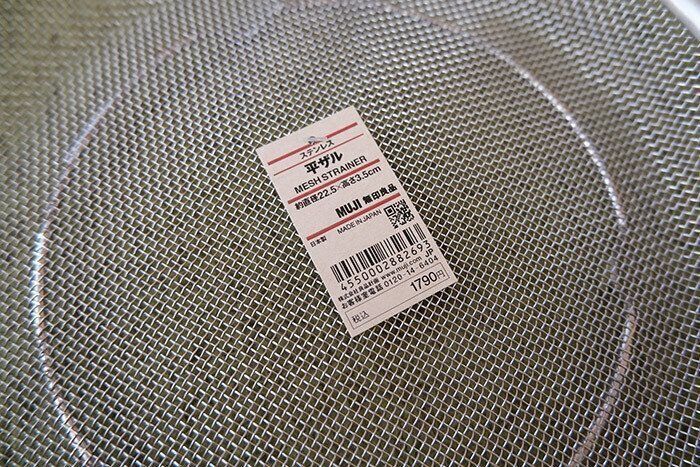 ステンレス
平ザル
MESH STRAINER
約直径22.5×高さ3.5cm
MUJI 無印良品
日本製 MADE IN JAPAN
4550002882693
株式会社良品計画 www.muji.com JP
お客様室電話 0120-14-6404
税込 1790円